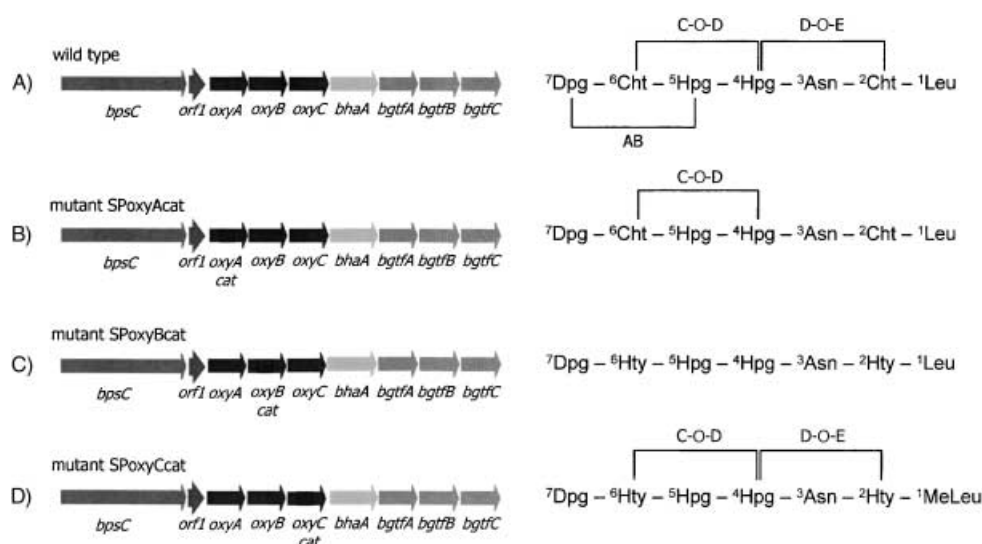 wild type
C-O-D D-O-E
A) ⁷Dpg – ⁶Cht – ⁵Hpg – ⁴Hpg – ³Asn – ²Cht – ¹Leu
bpsC orf1 oxyA oxyB oxyC bhaA bgtfA bgtfB bgtfC
AB
mutant SPoxyAcat
C-O-D
B) ⁷Dpg – ⁶Cht – ⁵Hpg – ⁴Hpg – ³Asn – ²Cht – ¹Leu
bpsC orf1 oxyA oxyB oxyC bhaA bgtfA bgtfB bgtfC
cat
mutant SPoxyBcat
C) ⁷Dpg – ⁶Hty – ⁵Hpg – ⁴Hpg – ³Asn – ²Hty – ¹Leu
bpsC orf1 oxyA oxyB oxyC bhaA bgtfA bgtfB bgtfC
cat
mutant SPoxyCcat
C-O-D D-O-E
D) ⁷Dpg – ⁶Hty – ⁵Hpg – ⁴Hpg – ³Asn – ²Hty – ¹MeLeu
bpsC orf1 oxyA oxyB oxyC bhaA bgtfA bgtfB bgtfC
cat